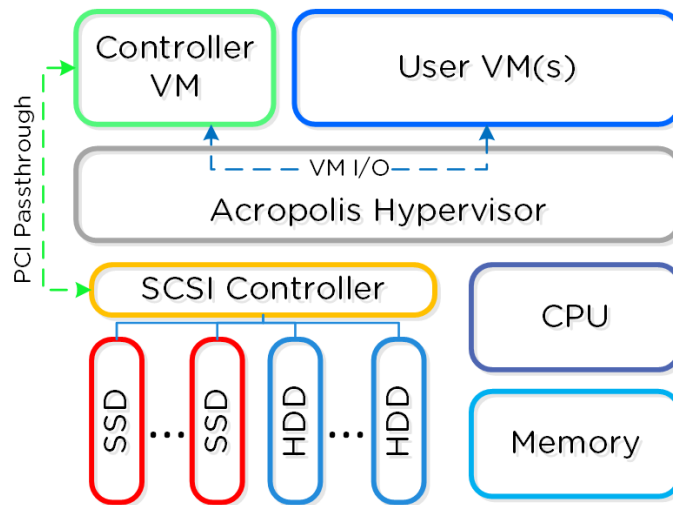 Controller
VM
User VM(s)
PCI Passthrough
VM I/O
Acropolis Hypervisor
SCSI Controller
CPU
SSD
...
SSD
HDD
...
HDD
Memory